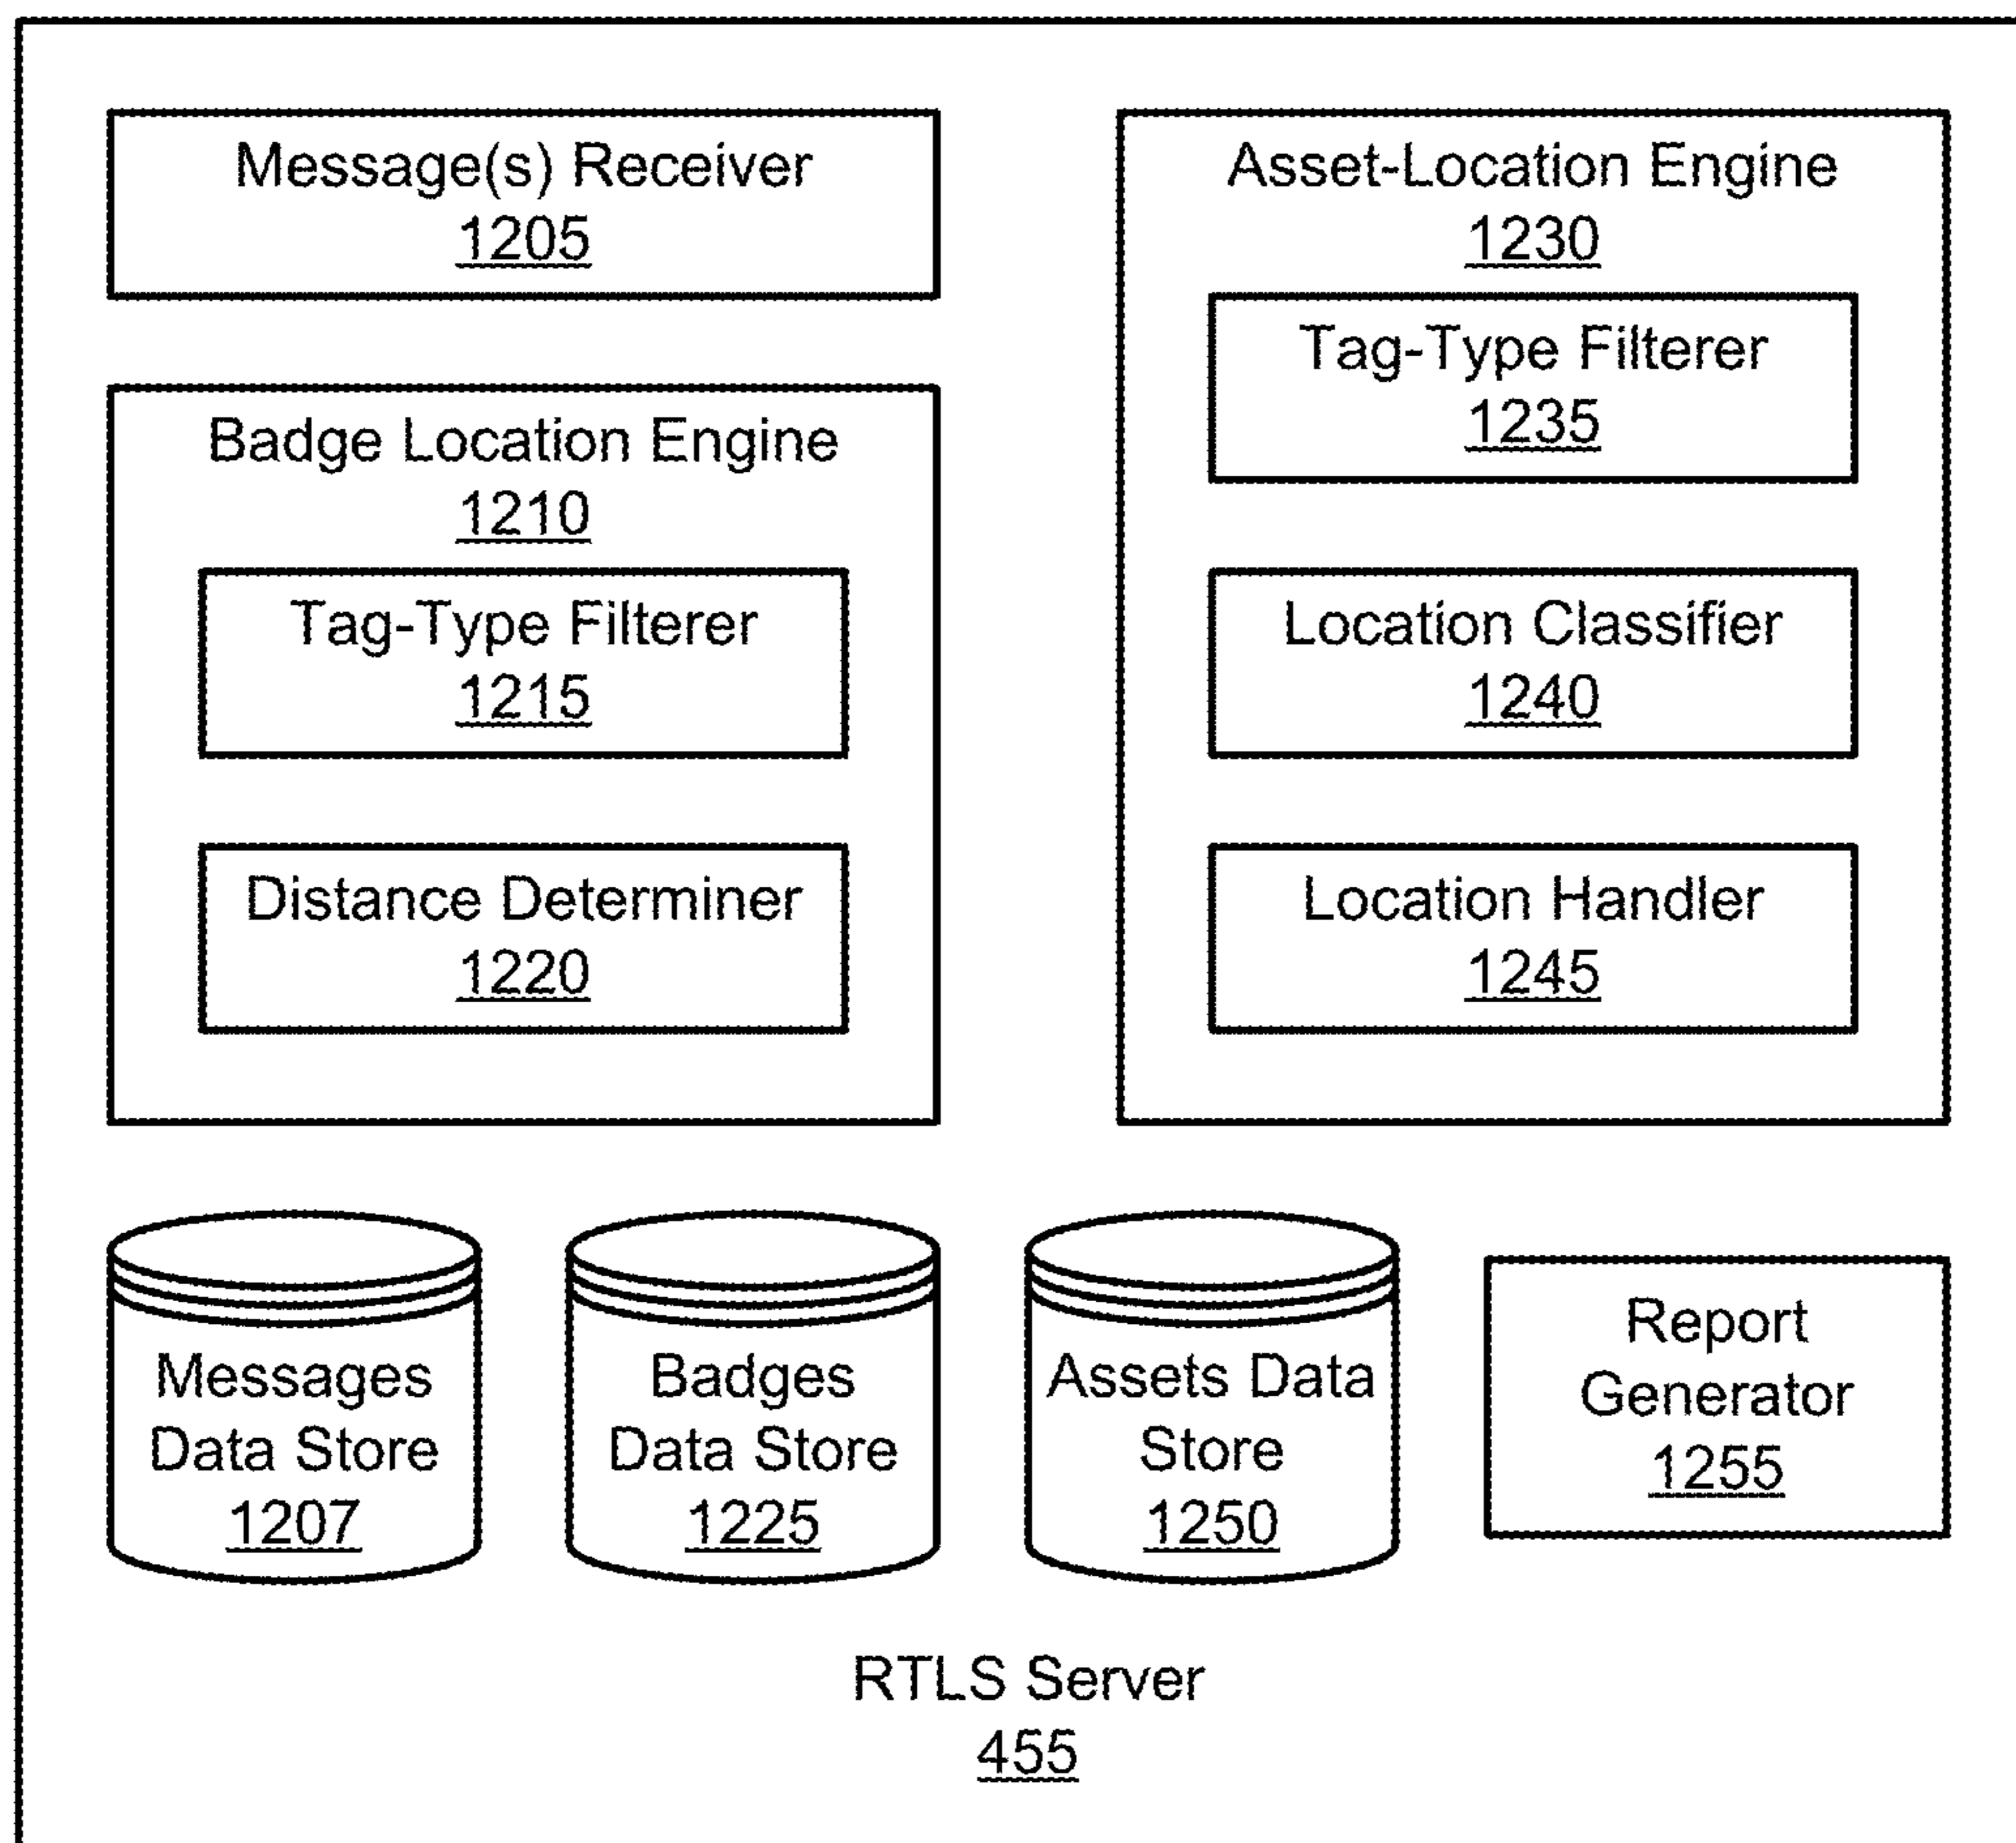 Message(s) Receiver
1205
Badge Location Engine
1210
Tag-Type Filterer
1215
Distance Determiner
1220
Asset-Location Engine
1230
Tag-Type Filterer
1235
Location Classifier
1240
Location Handler
1245
Messages
Data Store
1207
Badges
Data Store
1225
Assets Data
Store
1250
Report
Generator
1255
RTLS Server
455